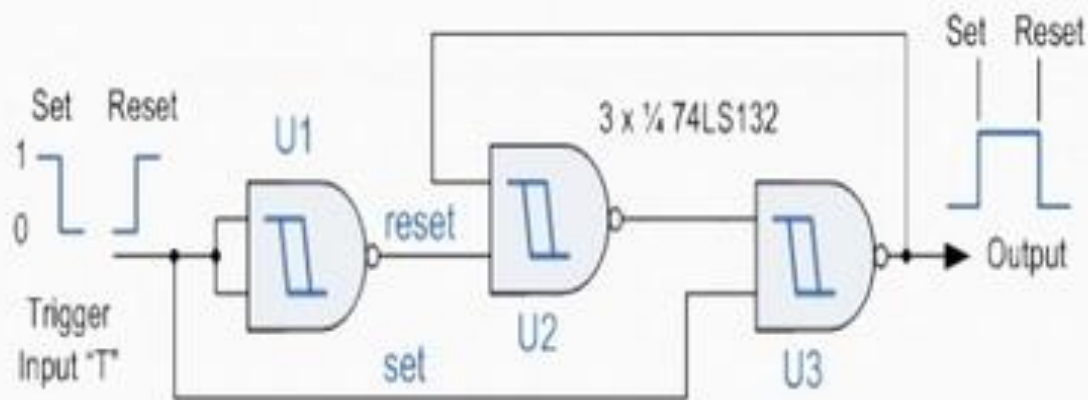 Set Reset
Set Reset
3 x ¼ 74LS132
U1
1
reset
0
Output
Trigger
Input "T"
U2
set
U3